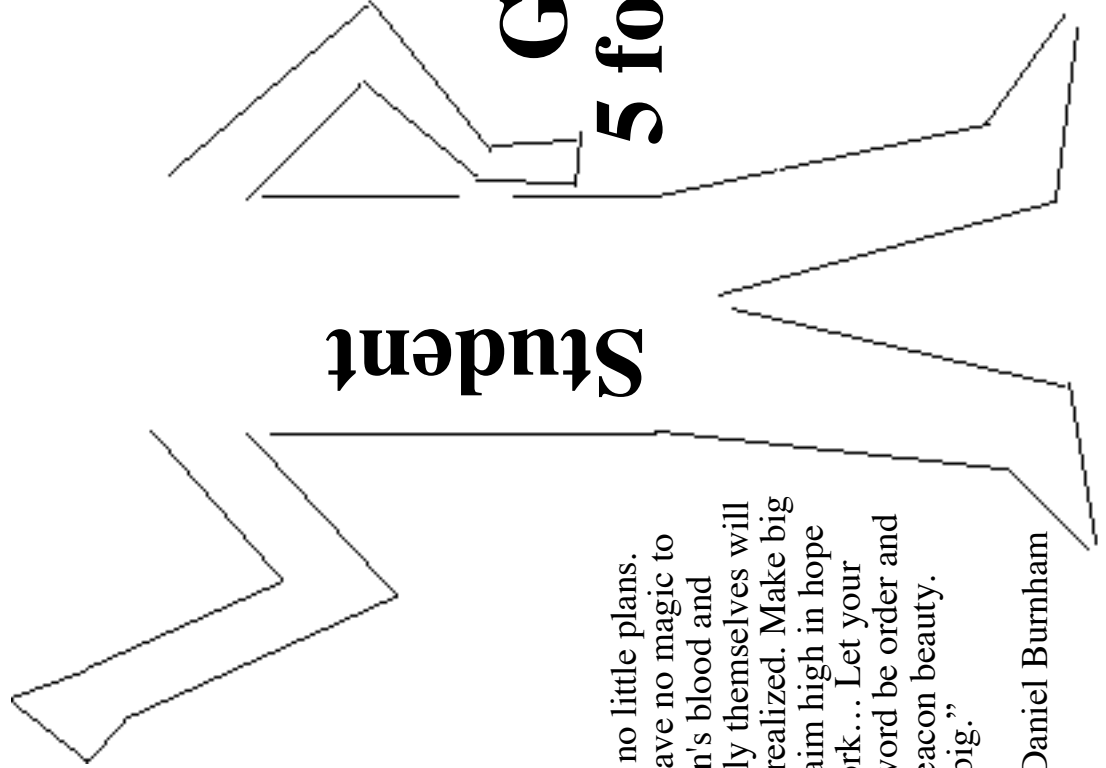 G
5 fo
Student
no little plans.
ave no magic to
n's blood and
ly themselves will
realized. Make big
aim high in hope
rk… Let your
word be order and
eacon beauty.
big.”
Daniel Burnham